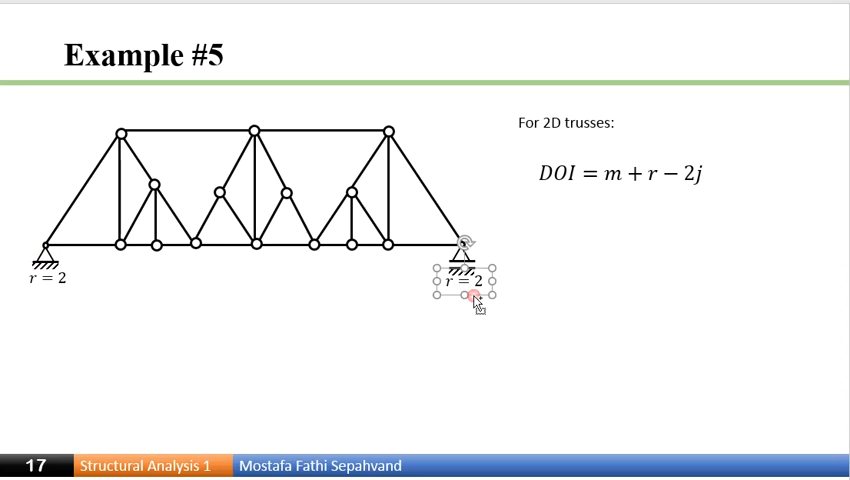 Example #5
For 2D trusses:
DOI = m + r − 2j
r = 2
r = 2
17
Structural Analysis 1
Mostafa Fathi Sepahvand